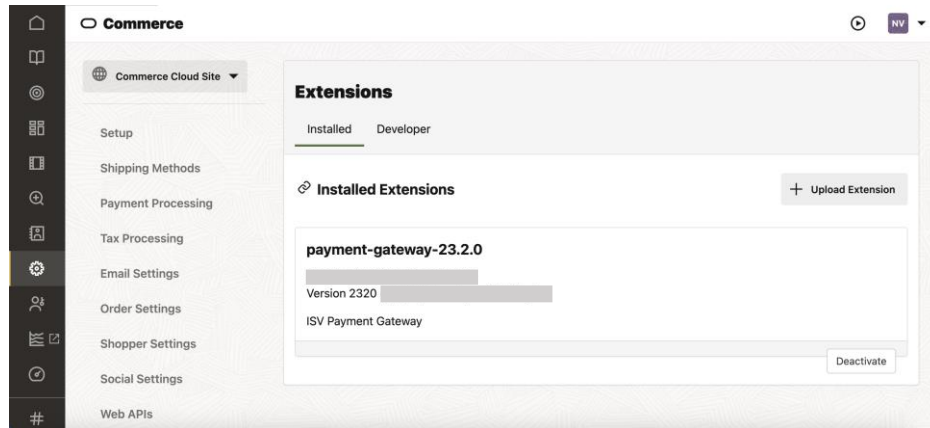 Commerce
NV
Commerce Cloud Site
Setup
Shipping Methods
Payment Processing
Tax Processing
Email Settings
Order Settings
Shopper Settings
Social Settings
Web APIs
Extensions
Installed Developer
Installed Extensions
Upload Extension
payment-gateway-23.2.0
Version 2320
ISV Payment Gateway
Deactivate